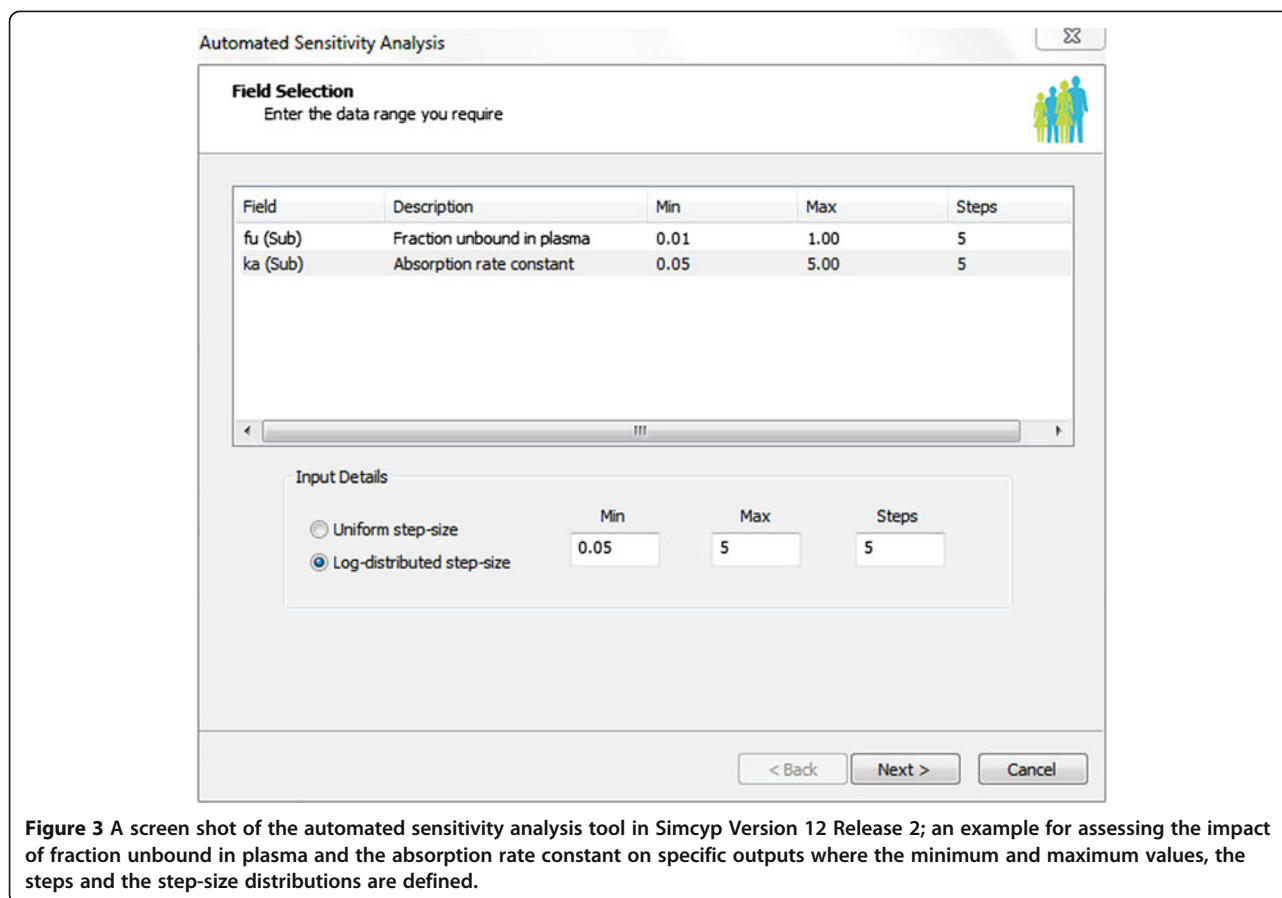 Automated Sensitivity Analysis
Field Selection
Enter the data range you require
Field Description Min Max Steps
fu (Sub) Fraction unbound in plasma 0.01 1.00 5
ka (Sub) Absorption rate constant 0.05 5.00 5
Input Details
Min Max Steps
Uniform step-size
0.05 5 5
Log-distributed step-size
< Back Next > Cancel
Figure 3 A screen shot of the automated sensitivity analysis tool in Simcyp Version 12 Release 2; an example for assessing the impact
of fraction unbound in plasma and the absorption rate constant on specific outputs where the minimum and maximum values, the
steps and the step-size distributions are defined.